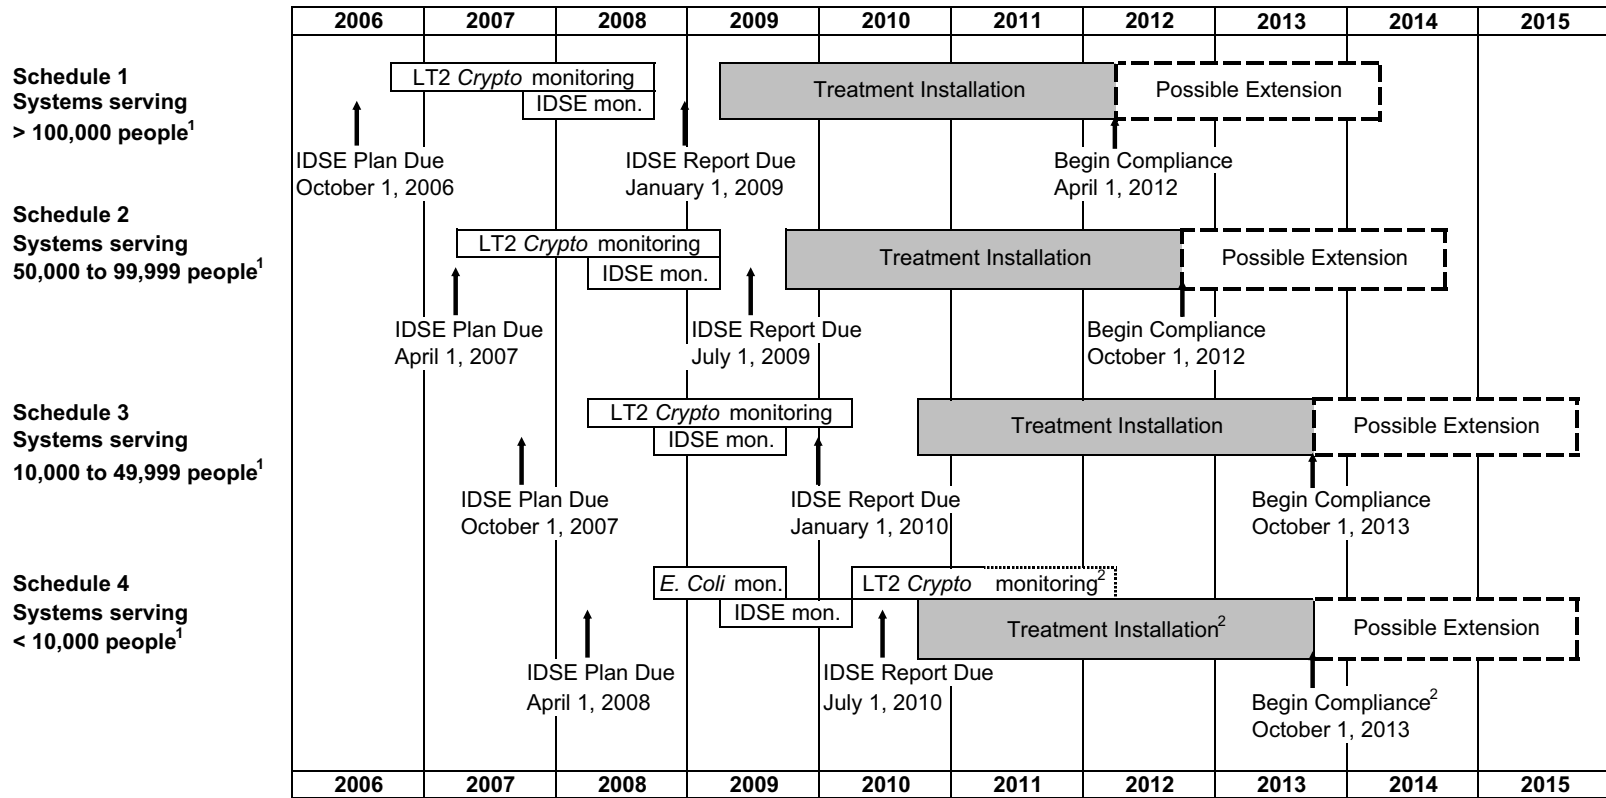 2006 2007 2008 2009 2010 2011 2012 2013 2014 2015
Schedule 1
Systems serving
> 100,000 people1
LT2 Crypto monitoring
IDSE mon.
Treatment Installation
Possible Extension
IDSE Plan Due
October 1, 2006
IDSE Report Due
January 1, 2009
Begin Compliance
April 1, 2012
Schedule 2
Systems serving
50,000 to 99,999 people1
LT2 Crypto monitoring
IDSE mon.
Treatment Installation
Possible Extension
IDSE Plan Due
April 1, 2007
IDSE Report Due
July 1, 2009
Begin Compliance
October 1, 2012
Schedule 3
Systems serving
10,000 to 49,999 people1
LT2 Crypto monitoring
IDSE mon.
Treatment Installation
Possible Extension
IDSE Plan Due
October 1, 2007
IDSE Report Due
January 1, 2010
Begin Compliance
October 1, 2013
Schedule 4
Systems serving
< 10,000 people1
E. Coli mon.
IDSE mon.
LT2 Crypto monitoring2
Treatment Installation2
Possible Extension
IDSE Plan Due
April 1, 2008
IDSE Report Due
July 1, 2010
Begin Compliance2
October 1, 2013
2006 2007 2008 2009 2010 2011 2012 2013 2014 2015